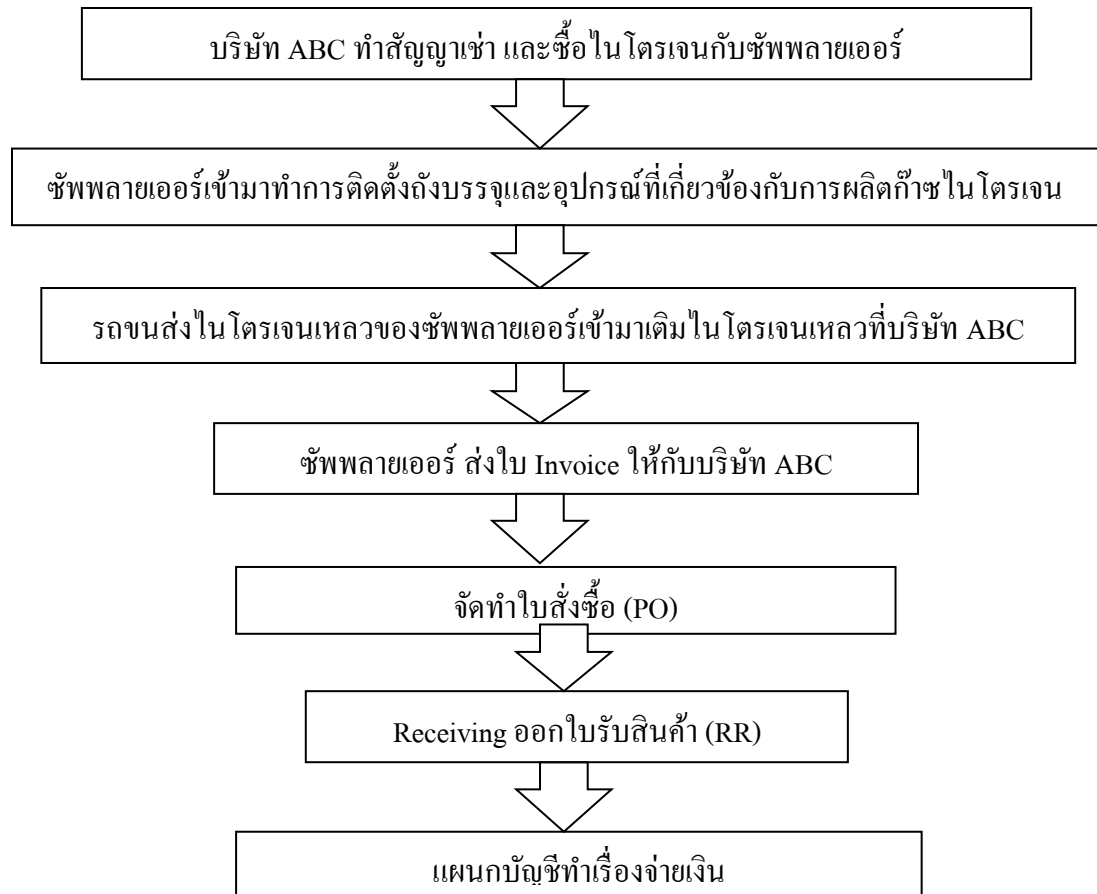 บริษัท ABC ทำสัญญาเช่า และซื้อไนโตรเจนกับซัพพลายเออร์
ซัพพลายเออร์เข้ามาทำการติดตั้งถังบรรจุและอุปกรณ์ที่เกี่ยวข้องกับการผลิตก๊าซไนโตรเจน
รถขนส่งไนโตรเจนเหลวของซัพพลายเออร์เข้ามาเติมไนโตรเจนเหลวที่บริษัท ABC
ซัพพลายเออร์ ส่งใบ Invoice ให้กับบริษัท ABC
จัดทำใบสั่งซื้อ (PO)
Receiving ออกใบรับสินค้า (RR)
แผนกบัญชีทำเรื่องจ่ายเงิน